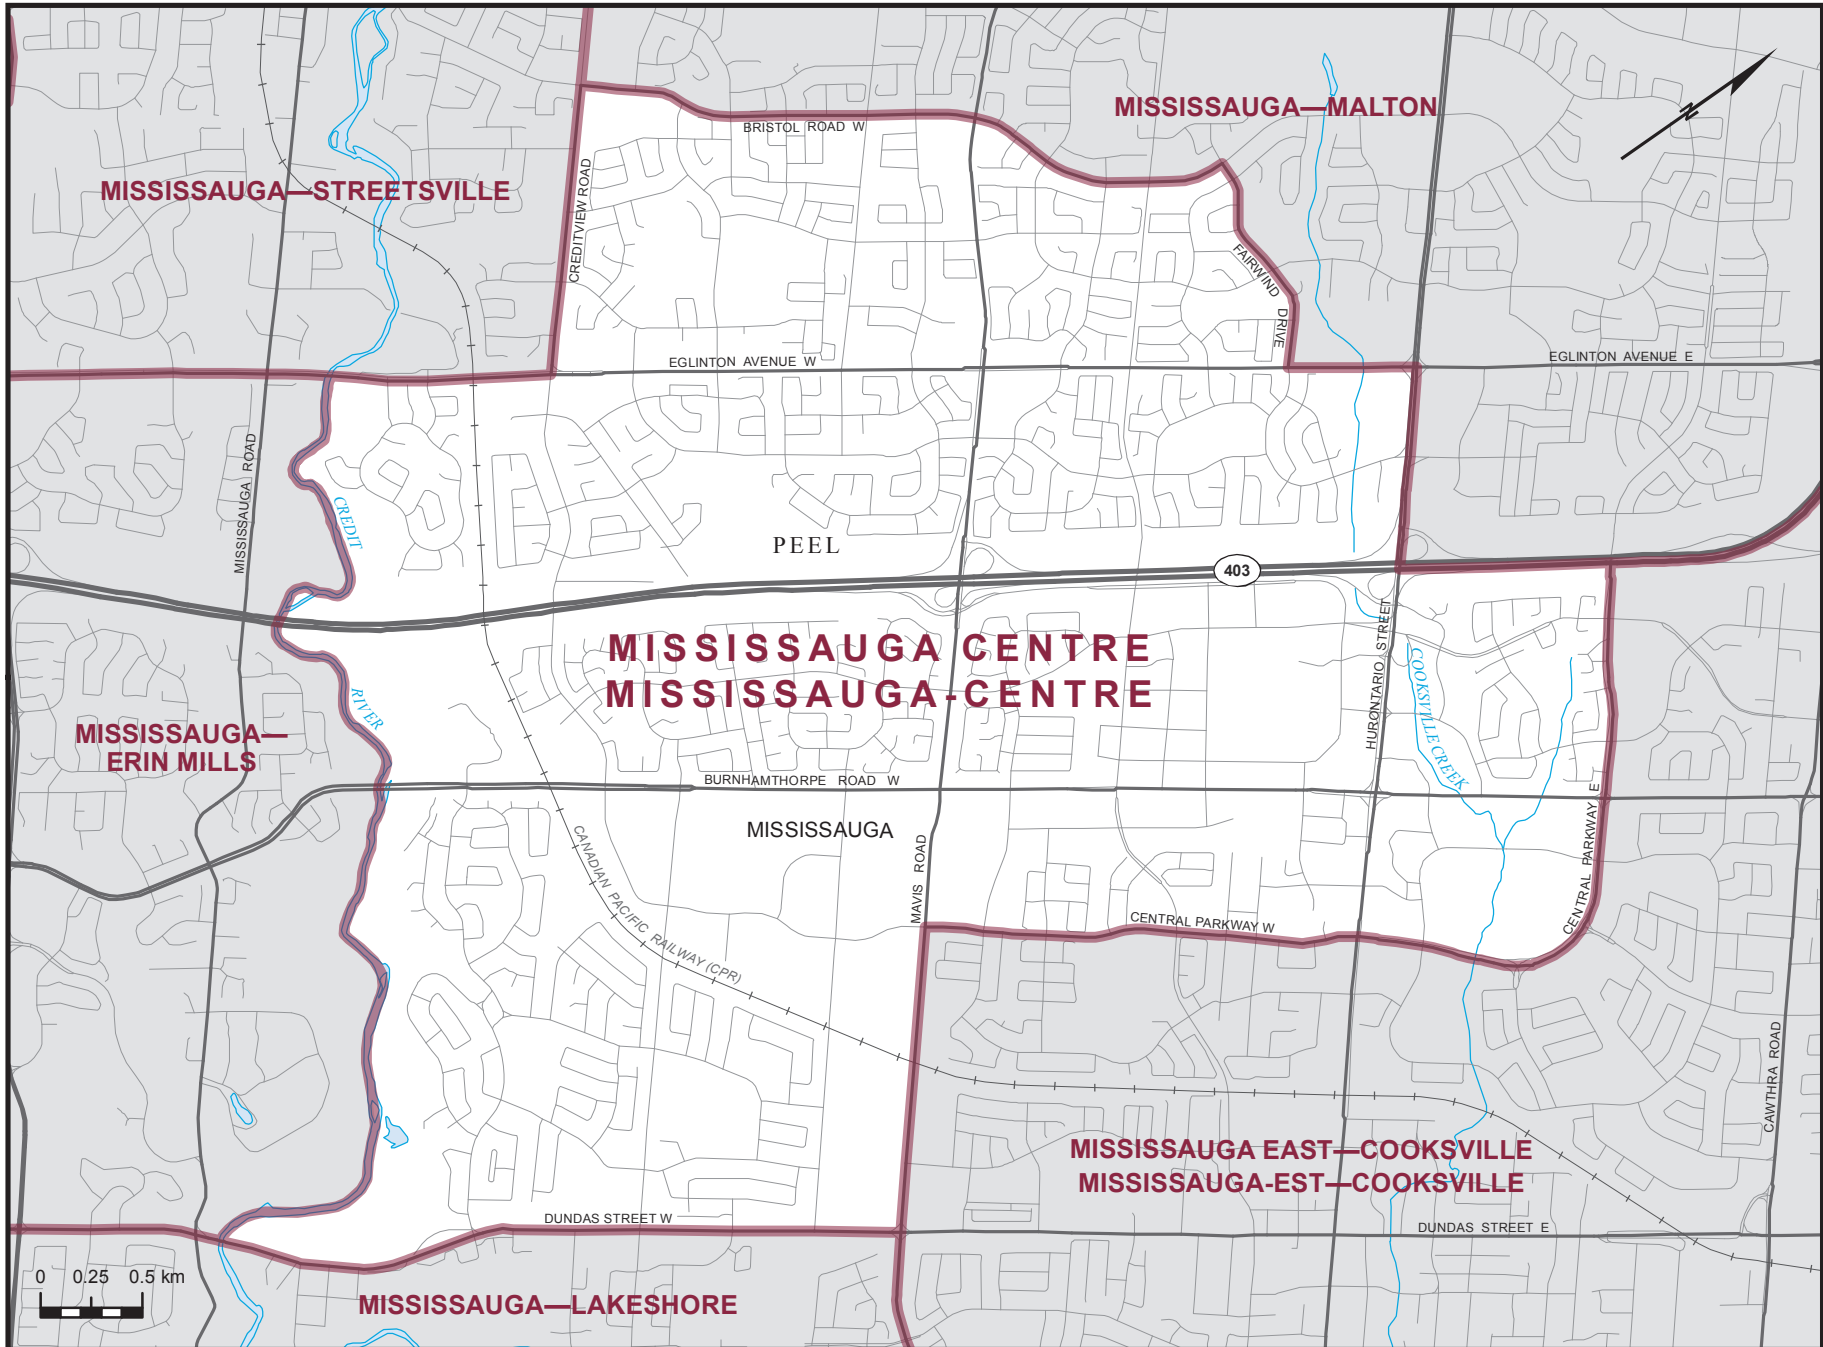 MISSISSAUGA—MALTON
N
BRISTOL ROAD W
MISSISSAUGA—STREETSVILLE
CREDITVIEW ROAD
FAIRWIND DRIVE
EGLINTON AVENUE W
EGLINTON AVENUE E
MISSISSAUGA ROAD
CREDIT
PEEL
403
MISSISSAUGA CENTRE
MISSISSAUGA-CENTRE
HURONTARIO STREET
COOKSVILLE CREEK
RIVER
MISSISSAUGA—
ERIN MILLS
BURNHAMTHORPE ROAD W
MISSISSAUGA
CANADIAN PACIFIC RAILWAY (CPR)
MAVIS ROAD
CENTRAL PARKWAY W
CENTRAL PARKWAY E
CAWTHRA ROAD
MISSISSAUGA EAST—COOKSVILLE
MISSISSAUGA-EST—COOKSVILLE
DUNDAS STREET W
DUNDAS STREET E
0 0.25 0.5 km
MISSISSAUGA—LAKESHORE